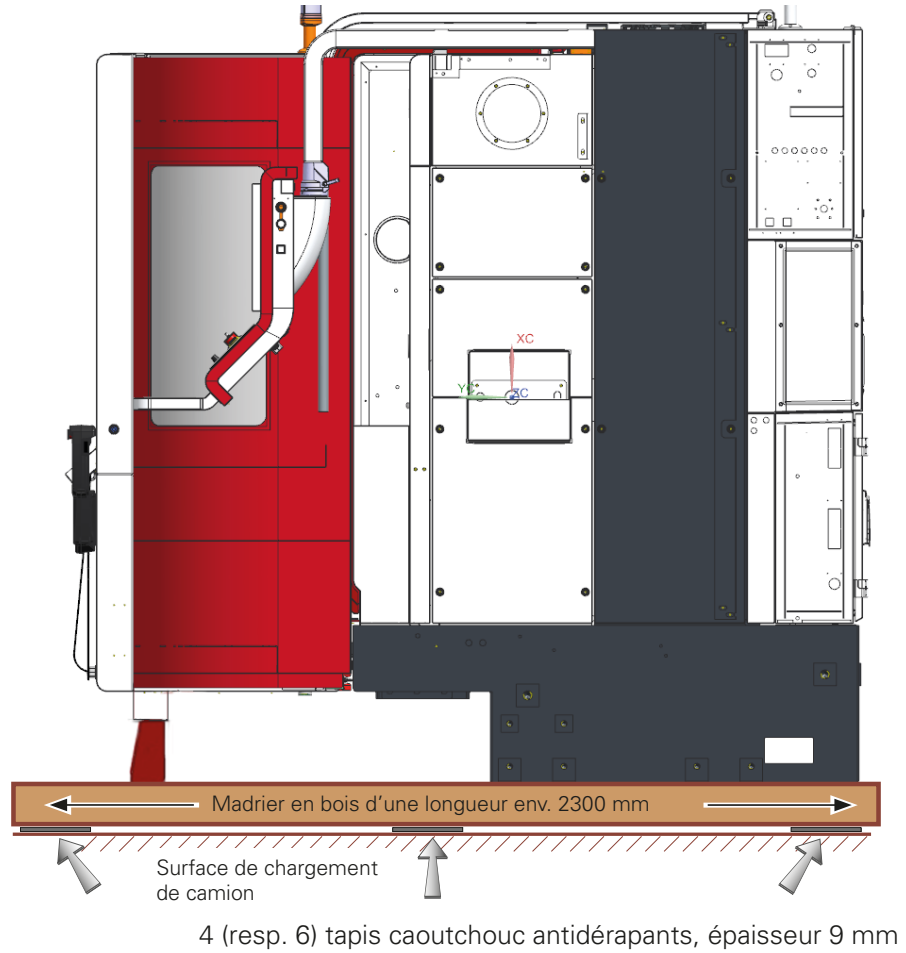 XC
YC
ZC
Madrier en bois d'une longueur env. 2300 mm
Surface de chargement
de camion
4 (resp. 6) tapis caoutchouc antidérapants, épaisseur 9 mm